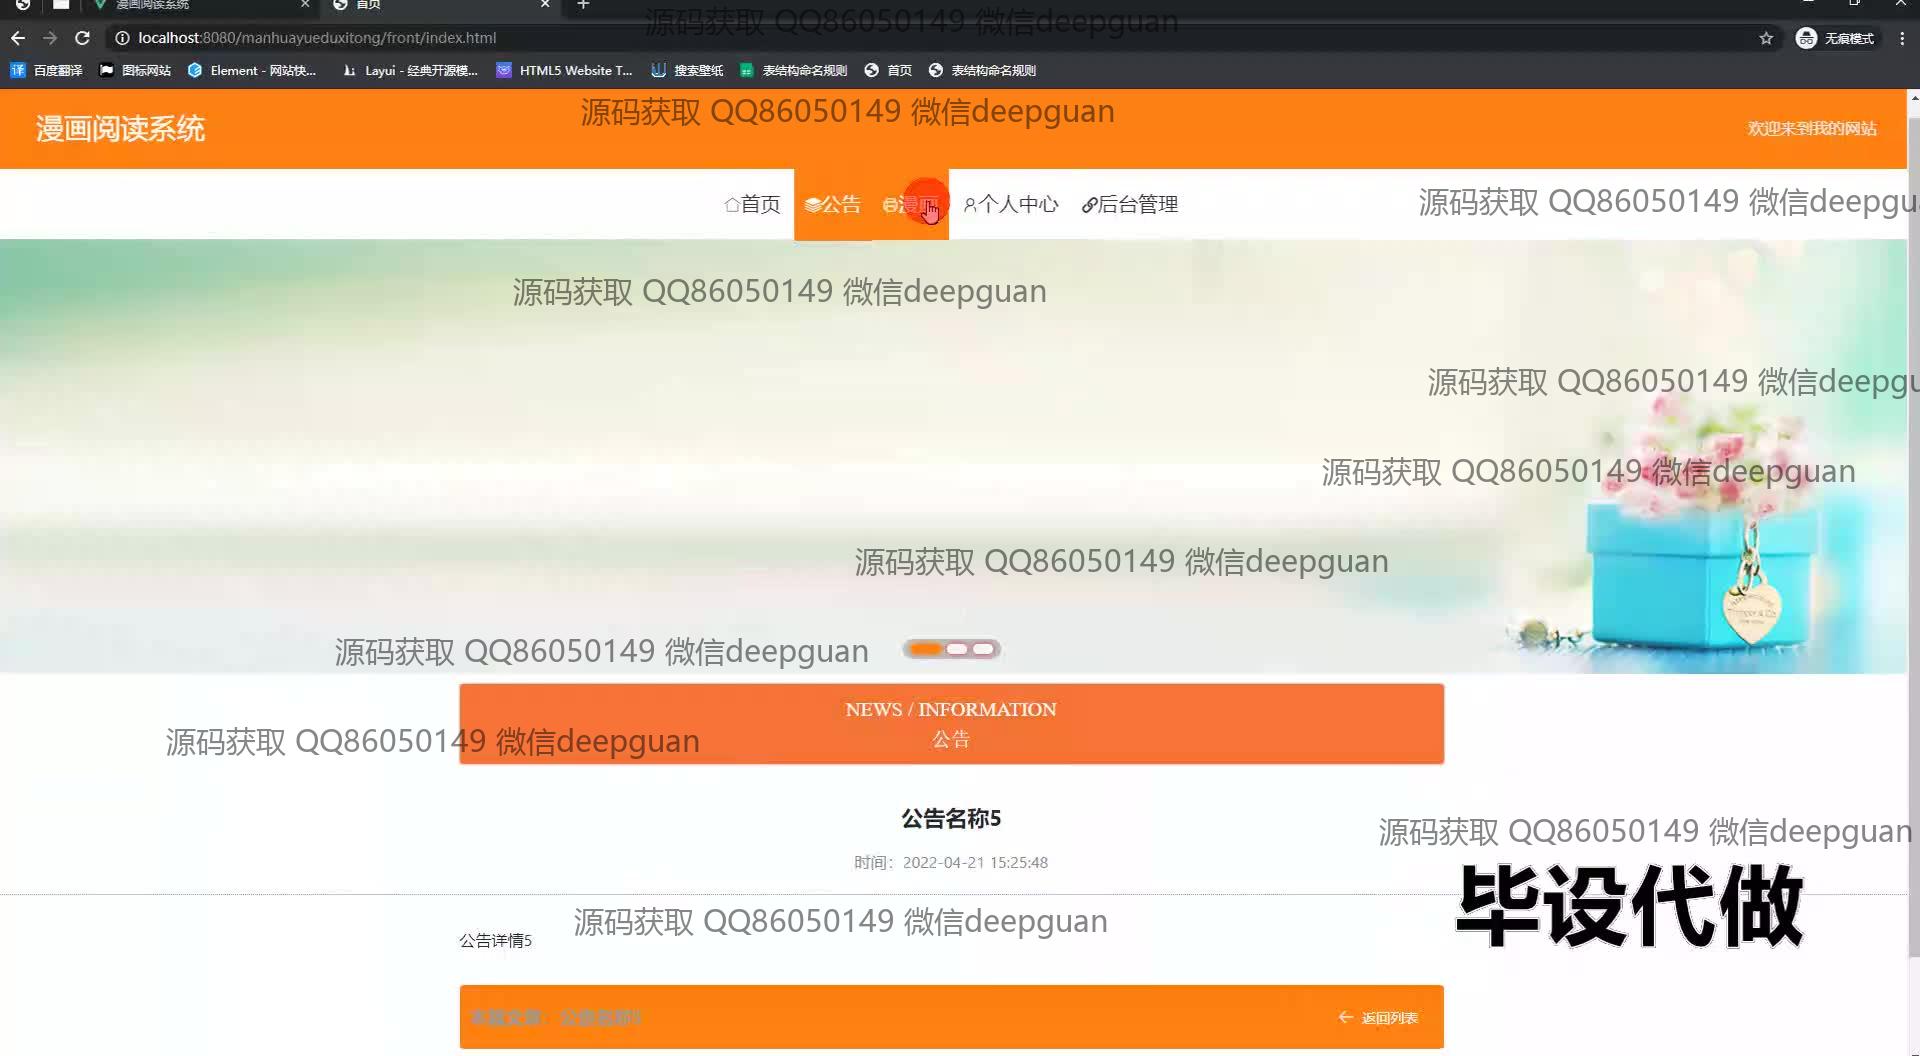 漫画阅读系统
首页
源码获取 QQ86050149 微信deepguan
localhost:8080/manhuayueduxitong/front/index.html
无痕模式
百度翻译
图标网站
Element - 网站快...
Layui - 经典开源模...
HTML5 Website T...
搜索壁纸
表结构命名规则
首页
表结构命名规则
源码获取 QQ86050149 微信deepguan
漫画阅读系统
欢迎来到我的网站
首页
公告
漫画
个人中心
后台管理
源码获取 QQ86050149 微信deepgu
源码获取 QQ86050149 微信deepguan
源码获取 QQ86050149 微信deepgu
源码获取 QQ86050149 微信deepguan
源码获取 QQ86050149 微信deepguan
源码获取 QQ86050149 微信deepguan
NEWS / INFORMATION
公告
源码获取 QQ86050149 微信deepguan
公告名称5
源码获取 QQ86050149 微信deepguan
时间：2022-04-21 15:25:48
毕设代做
源码获取 QQ86050149 微信deepguan
公告详情5
本篇文章：公告名称5
返回列表